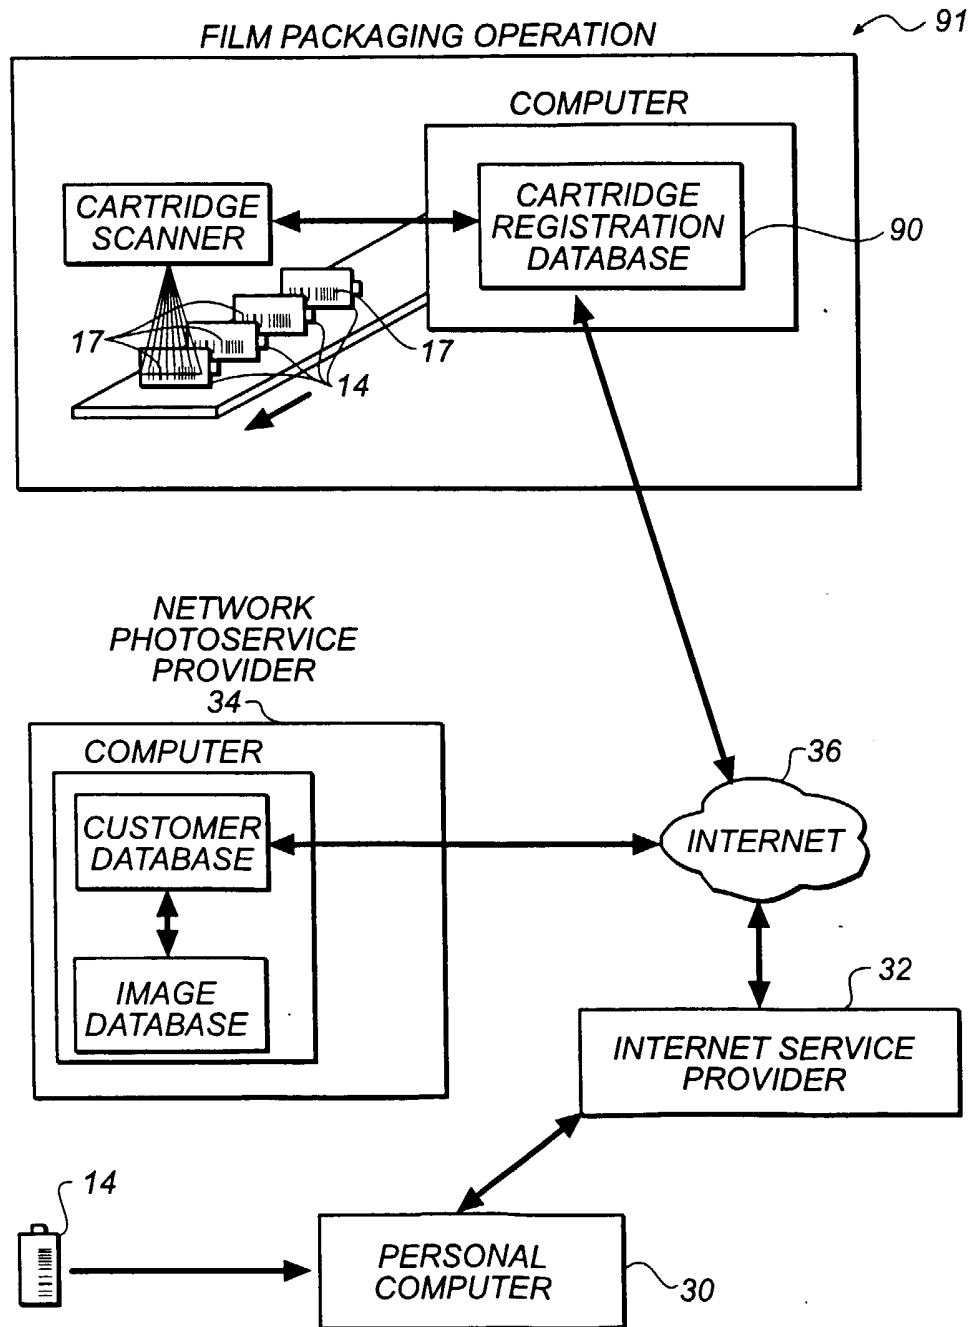 FILM PACKAGING OPERATION
91
COMPUTER
CARTRIDGE
SCANNER
CARTRIDGE
REGISTRATION
DATABASE
90
17
17
14
NETWORK
PHOTOSERVICE
PROVIDER
34
COMPUTER
CUSTOMER
DATABASE
36
INTERNET
IMAGE
DATABASE
32
INTERNET SERVICE
PROVIDER
14
PERSONAL
COMPUTER
30